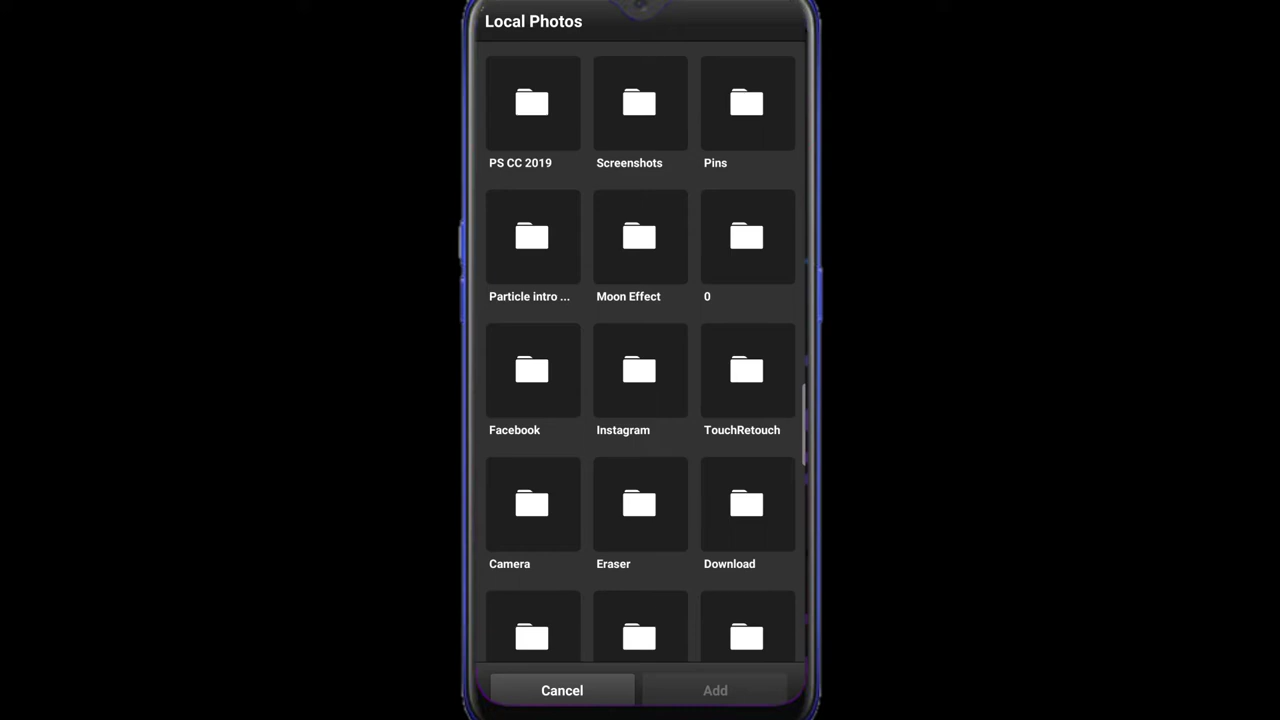 Local Photos
PS CC 2019
Screenshots
Pins
Particle intro ...
Moon Effect
0
Facebook
Instagram
TouchRetouch
Camera
Eraser
Download
Cancel
Add